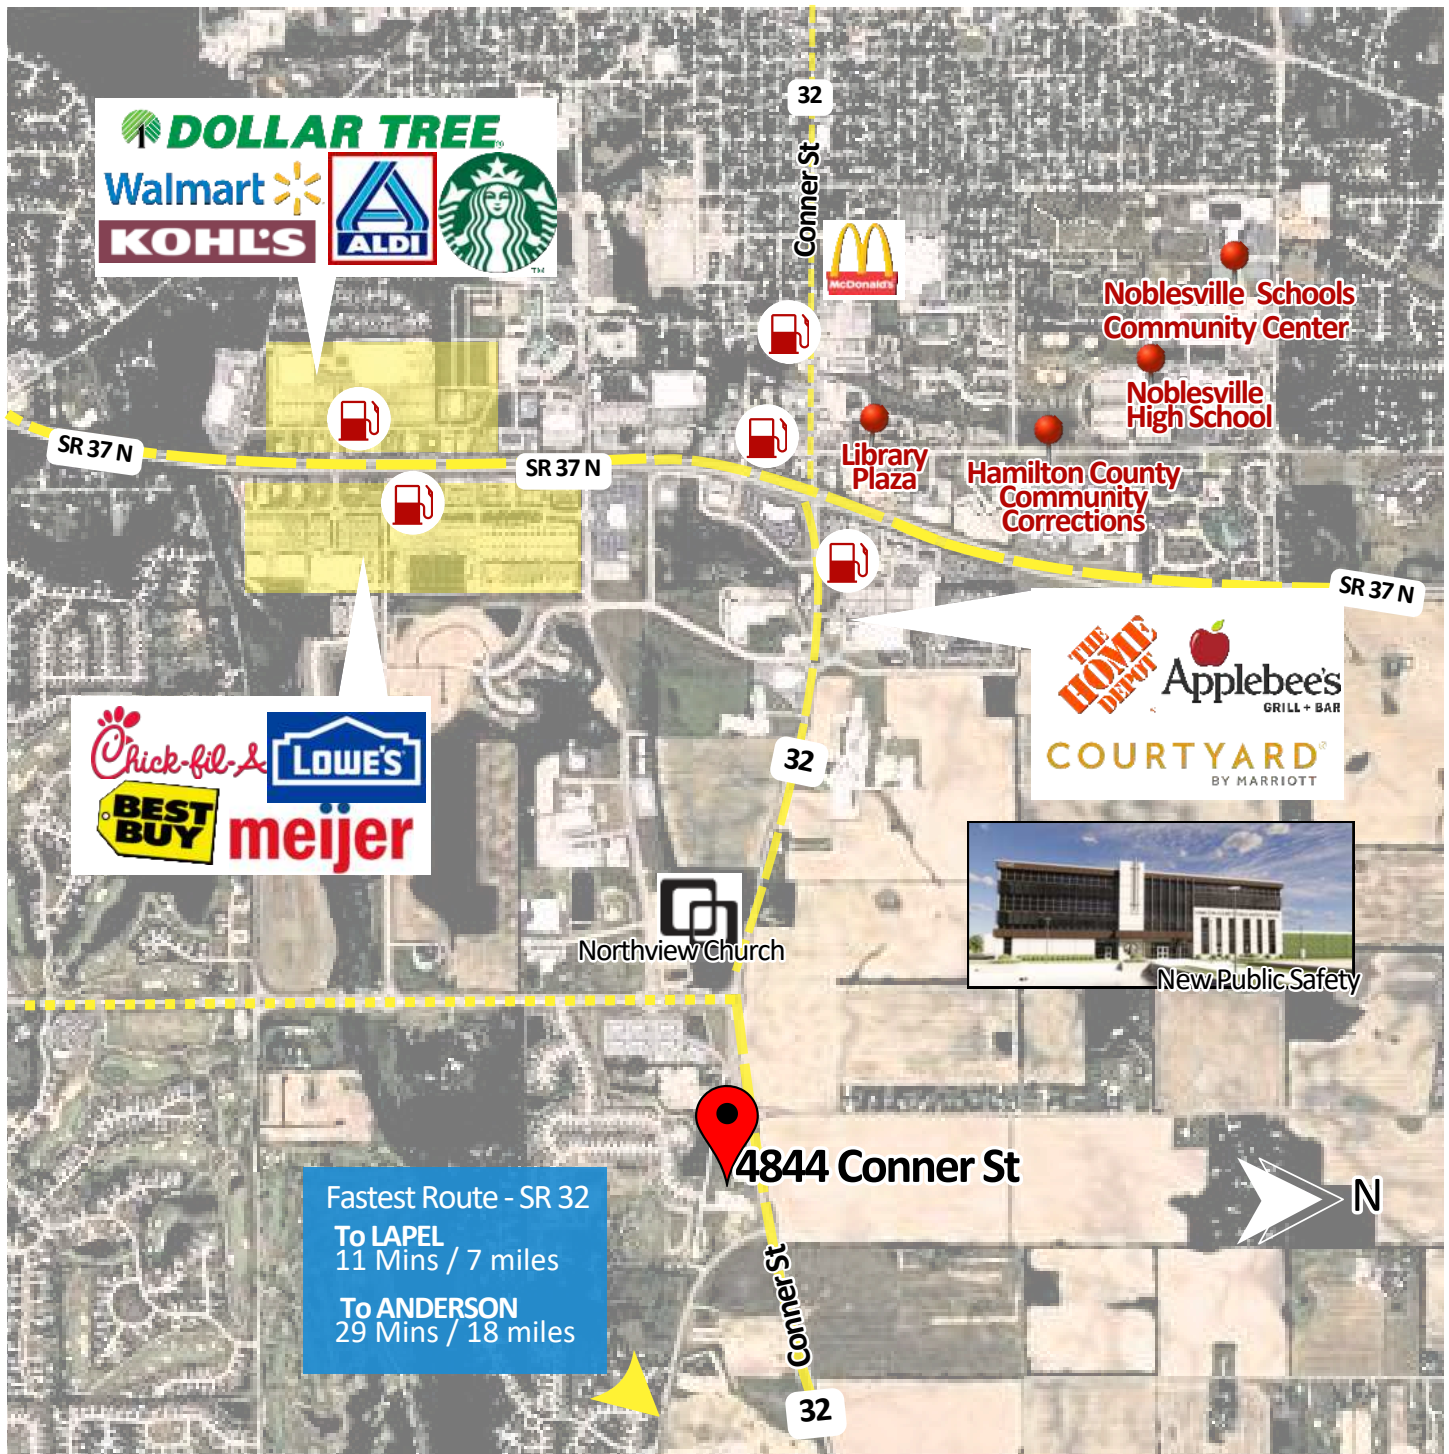 32
Conner St
DOLLAR TREE
Walmart
KOHL'S
ALDI
TM
McDonald's
Noblesville Schools
Community Center
Noblesville
High School
SR 37 N
SR 37 N
Library
Plaza
Hamilton County
Community
Corrections
SR 37 N
THE
HOME
DEPOT
Applebee's
GRILL + BAR
COURTYARD®
BY MARRIOTT
Chick-fil-A
LOWE'S
BEST
BUY
meijer
32
Northview Church
New Public Safety
4844 Conner St
N
Fastest Route - SR 32
To LAPEL
11 Mins / 7 miles
To ANDERSON
29 Mins / 18 miles
Conner St
32